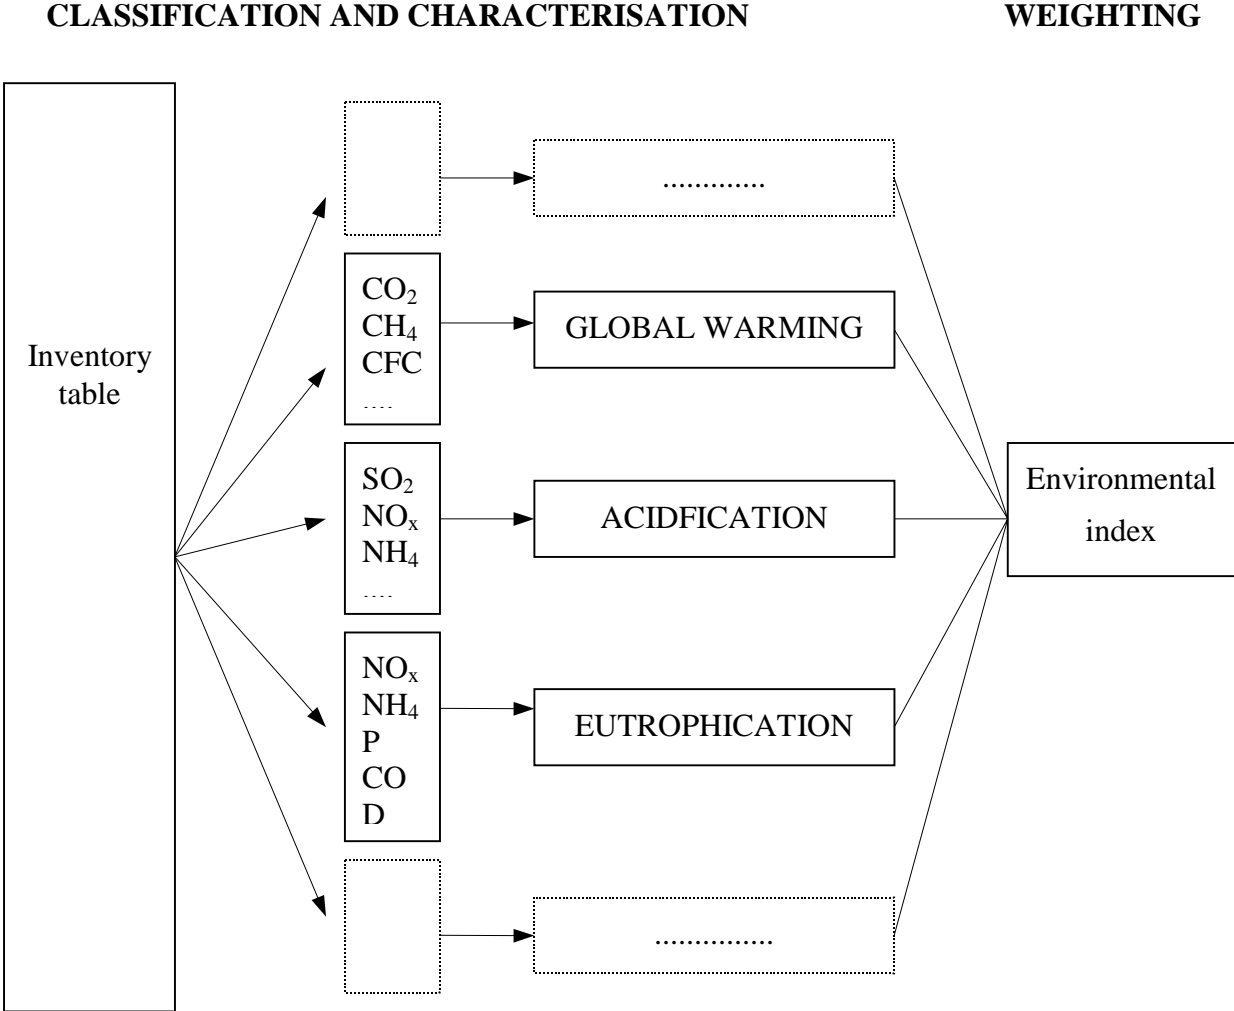 CLASSIFICATION AND CHARACTERISATION
WEIGHTING
Inventory
table
.............
CO₂
CH₄
CFC
....
GLOBAL WARMING
SO₂
NOₓ
NH₄
....
ACIDFICATION
Environmental
index
NOₓ
NH₄
P
CO
D
EUTROPHICATION
...............